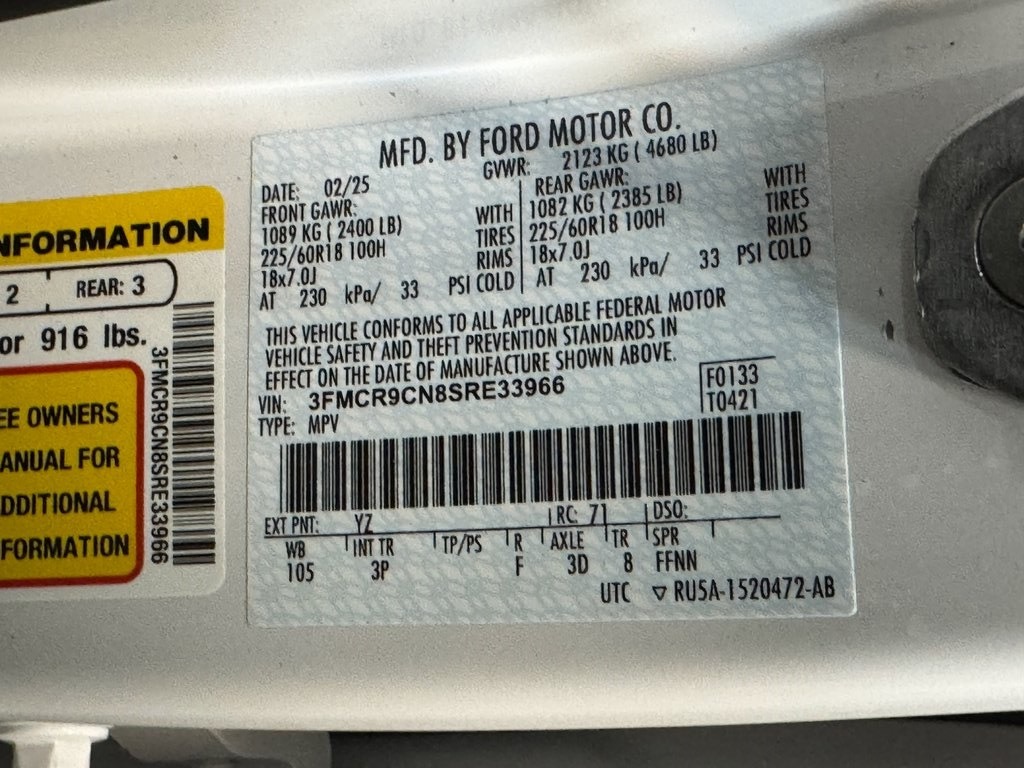 NFORMATION
2 REAR: 3
or 916 lbs.
EE OWNERS
ANUAL FOR
DDITIONAL
FORMATION
3FMCR9CN8SRE33966
MFD. BY FORD MOTOR CO.
DATE: 02/25 GVWR: 2123 KG ( 4680 LB)
FRONT GAWR:
1089 KG ( 2400 LB) WITH
225/60R18 100H TIRES
18x7.0J RIMS
AT 230 kPa/ 33 PSI COLD
REAR GAWR:
1082 KG ( 2385 LB) WITH
225/60R18 100H TIRES
18x7.0J RIMS
AT 230 kPa/ 33 PSI COLD
THIS VEHICLE CONFORMS TO ALL APPLICABLE FEDERAL MOTOR
VEHICLE SAFETY AND THEFT PREVENTION STANDARDS IN
EFFECT ON THE DATE OF MANUFACTURE SHOWN ABOVE.
VIN: 3FMCR9CN8SRE33966
TYPE: MPV
F0133
T0421
EXT PNT: YZ RC: 71 DSO:
WB INT TR TP/PS R AXLE TR SPR
105 3P F 3D 8 FFNN
UTC ▽ RU5A-1520472-AB